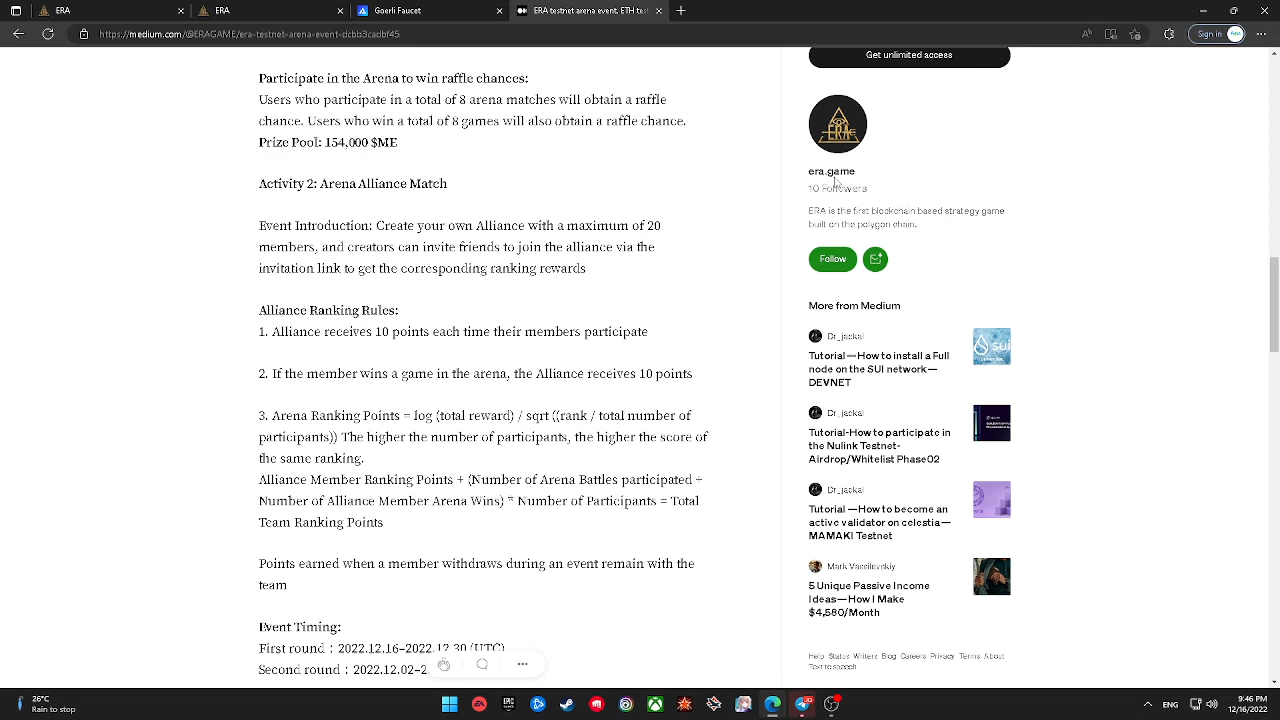 ERA
ERA
Goerli Faucet
ERA testnet arena event, ETH test
https://medium.com/@ERAGAME/era-testnet-arena-event-dcbb3cadbf45
Sign in
Participate in the Arena to win raffle chances:
Users who participate in a total of 8 arena matches will obtain a raffle
chance. Users who win a total of 8 games will also obtain a raffle chance.
Prize Pool: 154,000 $ME
Activity 2: Arena Alliance Match
Event Introduction: Create your own Alliance with a maximum of 20
members, and creators can invite friends to join the alliance via the
invitation link to get the corresponding ranking rewards
Alliance Ranking Rules:
1. Alliance receives 10 points each time their members participate
2. If the member wins a game in the arena, the Alliance receives 10 points
3. Arena Ranking Points = log (total reward) / sqrt ((rank / total number of
participants)) The higher the number of participants, the higher the score of
the same ranking.
Alliance Member Ranking Points + (Number of Arena Battles participated +
Number of Alliance Member Arena Wins) * Number of Participants = Total
Team Ranking Points
Points earned when a member withdraws during an event remain with the
team
Event Timing:
First round：2022.12.16-2022.12.30 (UTC)
Second round：2022.12.02-2
Get unlimited access
ERAe
era.game
10 Followers
ERA is the first blockchain based strategy game
built on the polygon chain.
Follow
More from Medium
Dr_jackal
Tutorial — How to install a Full
node on the SUI network —
DEVNET
sui
Dr_jackal
Tutorial-How to participate in
the Nulink Testnet-
Airdrop/Whitelist Phase02
Dr_jackal
Tutorial — How to become an
active validator on celestia —
MAMAKI Testnet
Mark Vassilevskiy
5 Unique Passive Income
Ideas — How I Make
$4,580/Month
Help Status Writers Blog Careers Privacy Terms About
Text to speech
26°C
Rain to stop
EPIC
GAMES
ENG
9:46 PM
12/16/2022